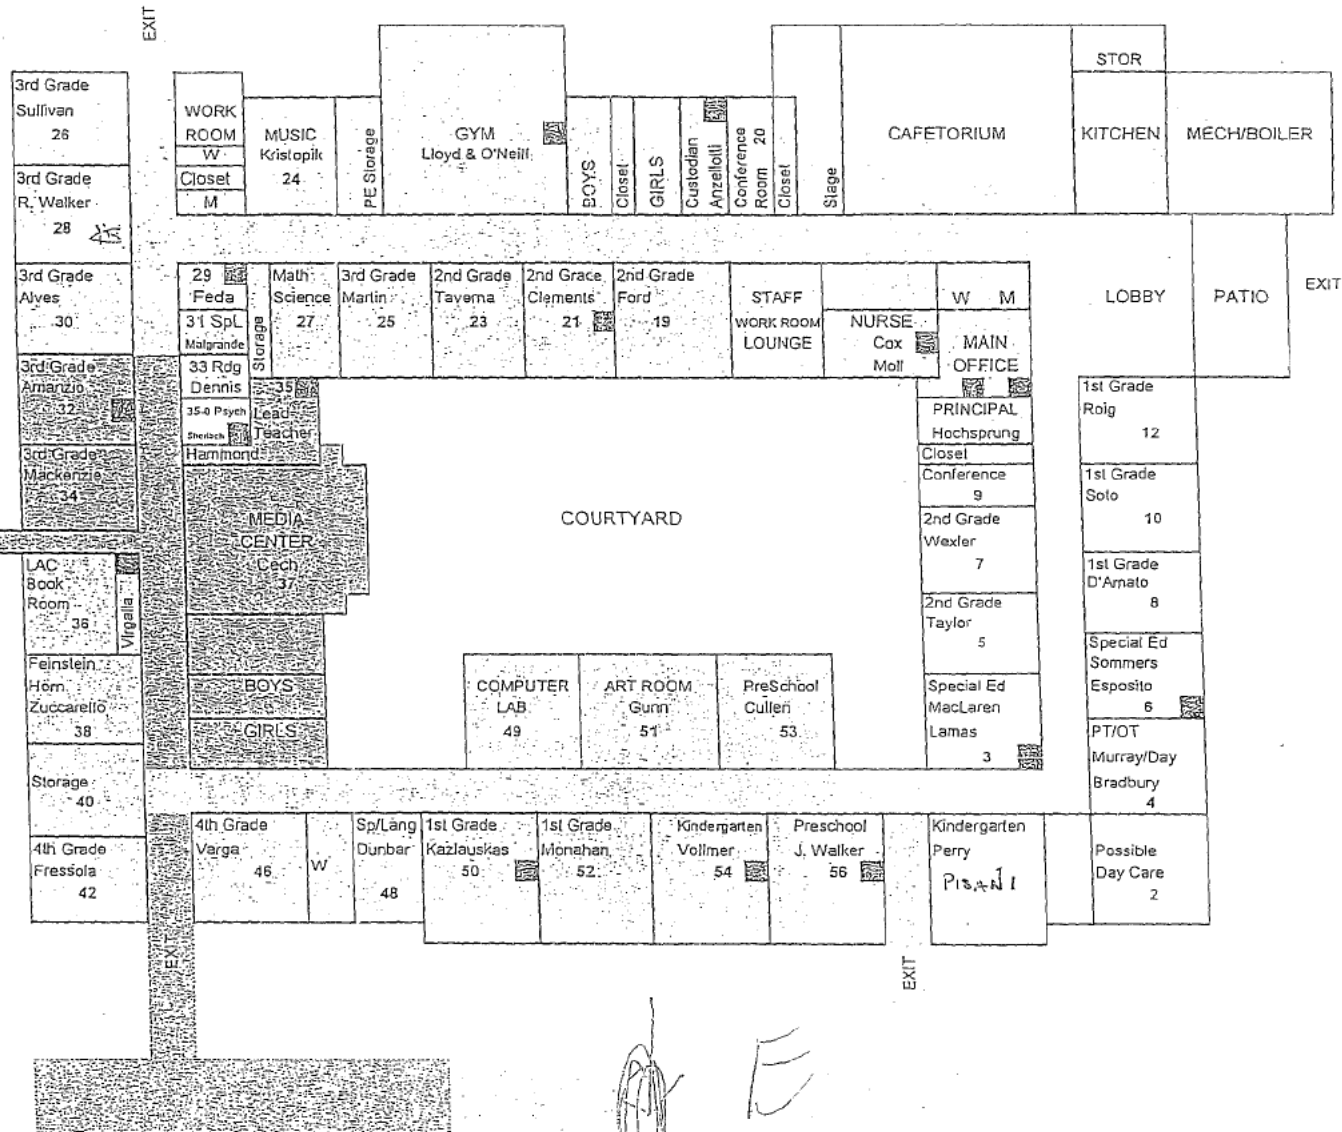 EXIT
3rd Grade
Sullivan
26
WORK
ROOM
W
Closet
M
MUSIC
Kristopik
24
PE Storage
GYM
Lloyd & O'Neill
BOYS
Closet
GIRLS
Custodian
Anzellotti
Conference
Room 20
Closet
Stage
CAFETORIUM
STOR
KITCHEN
MECH/BOILER
3rd Grade
R. Walker
28
3rd Grade
Alves
30
29
Feda
31 SpL
Malgrande
Storage
Math
Science
27
3rd Grade
Martin
25
2nd Grade
Taverna
23
2nd Grace
Clements
21
2nd Grade
Ford
19
STAFF
WORK ROOM
LOUNGE
NURSE
Cox
Moll
W M
MAIN
OFFICE
LOBBY
PATIO
EXIT
3rd Grade
Amanzio
32
33 Rdg
Dennis
35
Lead
Teacher
35-0 Psych
Sherlach
Hammond
PRINCIPAL
Hochsprung
Closet
Conference
9
1st Grade
Roig
12
3rd Grade
Mackenzie
34
MEDIA
CENTER
Cech
37
COURTYARD
2nd Grade
Wexler
7
1st Grade
Soto
10
LAC
Book
Room
36
Virgalla
2nd Grade
Taylor
5
1st Grade
D'Amato
8
Feinstein
Horn
Zuccarello
38
BOYS
GIRLS
COMPUTER
LAB
49
ART ROOM
Gunn
51
PreSchool
Cullen
53
Special Ed
MacLaren
Lamas
3
Special Ed
Sommers
Esposito
6
Storage
40
PT/OT
Murray/Day
Bradbury
4
4th Grade
Fressola
42
4th Grade
Varga
46
W
Sp/Lang
Dunbar
48
1st Grade
Kazlauskas
50
1st Grade
Monahan
52
Kindergarten
Vollmer
54
Preschool
J. Walker
56
Kindergarten
Perry
PISANI
Possible
Day Care
2
EXIT
EXIT